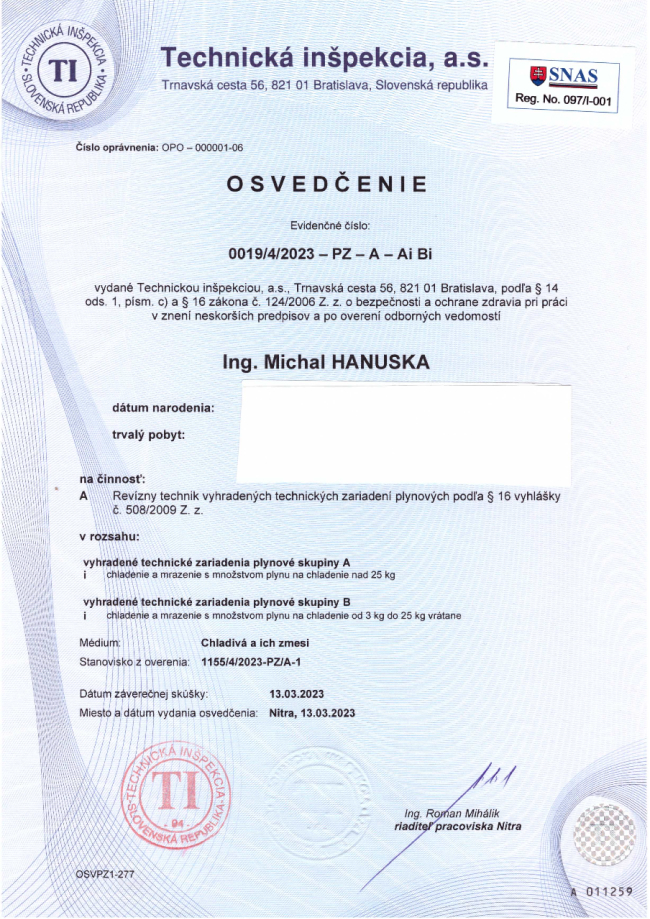 TECHNICKÁ INŠPEKCIA
TI
SLOVENSKÁ REPUBLIKA
Technická inšpekcia, a.s.
Trnavská cesta 56, 821 01 Bratislava, Slovenská republika
SNAS
Reg. No. 097/I-001
Číslo oprávnenia: OPO – 000001-06
OSVEDČENIE
Evidenčné číslo:
0019/4/2023 – PZ – A – Ai Bi
vydané Technickou inšpekciou, a.s., Trnavská cesta 56, 821 01 Bratislava, podľa § 14
ods. 1, písm. c) a § 16 zákona č. 124/2006 Z. z. o bezpečnosti a ochrane zdravia pri práci
v znení neskorších predpisov a po overení odborných vedomostí
Ing. Michal HANUSKA
dátum narodenia:
trvalý pobyt:
na činnosť:
A Revízny technik vyhradených technických zariadení plynových podľa § 16 vyhlášky
č. 508/2009 Z. z.
v rozsahu:
vyhradené technické zariadenia plynové skupiny A
i chladenie a mrazenie s množstvom plynu na chladenie nad 25 kg
vyhradené technické zariadenia plynové skupiny B
i chladenie a mrazenie s množstvom plynu na chladenie od 3 kg do 25 kg vrátane
Médium: Chladivá a ich zmesi
Stanovisko z overenia: 1155/4/2023-PZ/A-1
Dátum záverečnej skúšky: 13.03.2023
Miesto a dátum vydania osvedčenia: Nitra, 13.03.2023
TECHNICKÁ INŠPEKCIA
TI
- 94 -
SLOVENSKÁ REPUBLIKA
Ing. Roman Mihálik
riaditeľ pracoviska Nitra
OSVPZ1-277
A 011259